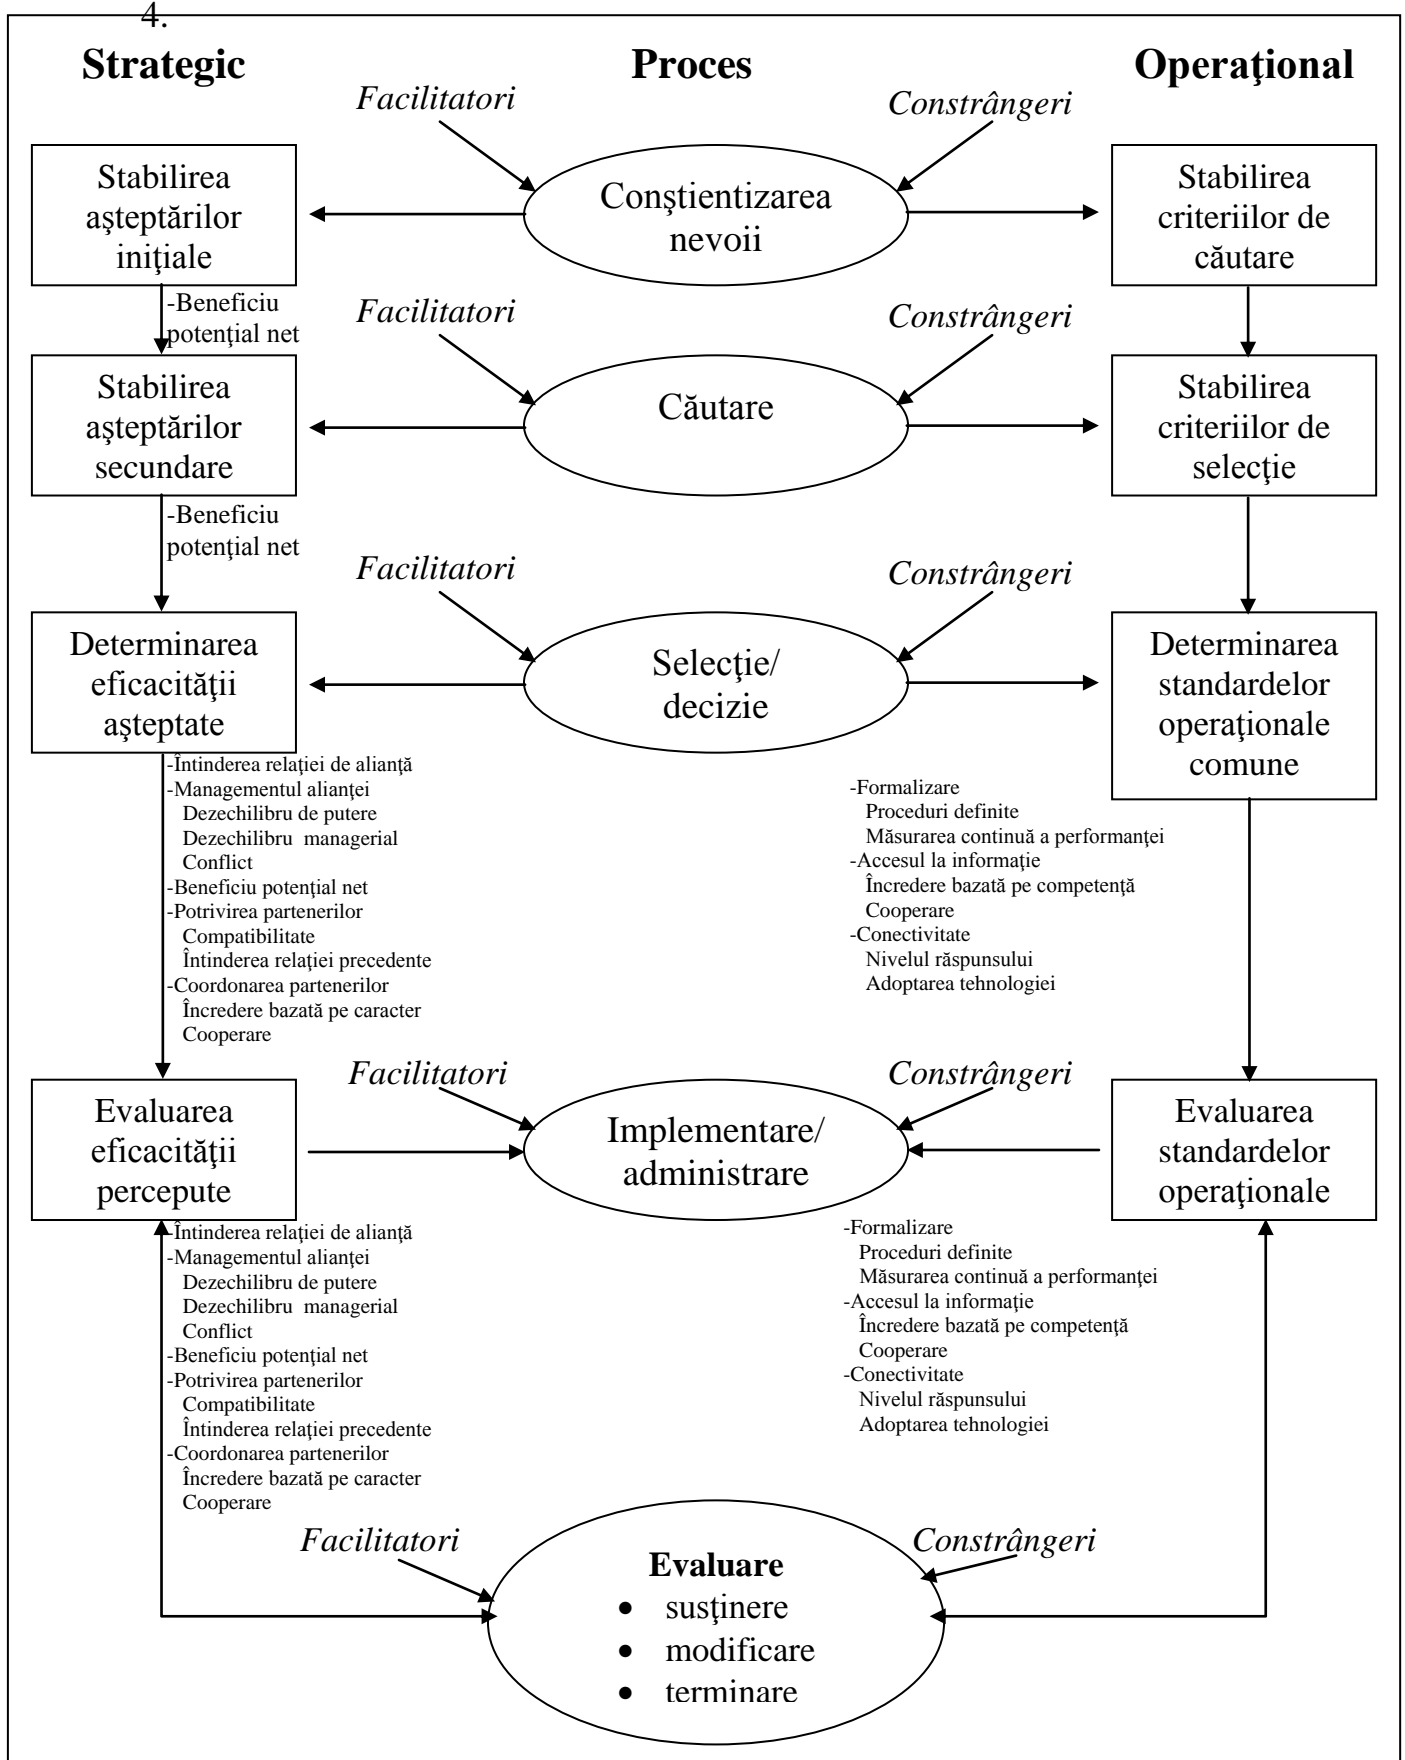 4.
Strategic
Proces
Operaţional
Facilitatori
Constrângeri
Stabilirea
aşteptărilor
iniţiale
Conştientizarea
nevoii
Stabilirea
criteriilor de
căutare
-Beneficiu
potenţial net
Facilitatori
Constrângeri
Stabilirea
aşteptărilor
secundare
Căutare
Stabilirea
criteriilor de
selecţie
-Beneficiu
potenţial net
Facilitatori
Constrângeri
Determinarea
eficacităţii
aşteptate
Selecţie/
decizie
Determinarea
standardelor
operaţionale
comune
-Întinderea relaţiei de alianţă
-Managementul alianţei
Dezechilibru de putere
Dezechilibru  managerial
Conflict
-Beneficiu potenţial net
-Potrivirea partenerilor
Compatibilitate
Întinderea relaţiei precedente
-Coordonarea partenerilor
Încredere bazată pe caracter
Cooperare
-Formalizare
Proceduri definite
Măsurarea continuă a performanţei
-Accesul la informaţie
Încredere bazată pe competenţă
Cooperare
-Conectivitate
Nivelul răspunsului
Adoptarea tehnologiei
Facilitatori
Constrângeri
Evaluarea
eficacităţii
percepute
Implementare/
administrare
Evaluarea
standardelor
operaţionale
-Întinderea relaţiei de alianţă
-Managementul alianţei
Dezechilibru de putere
Dezechilibru  managerial
Conflict
-Beneficiu potenţial net
-Potrivirea partenerilor
Compatibilitate
Întinderea relaţiei precedente
-Coordonarea partenerilor
Încredere bazată pe caracter
Cooperare
-Formalizare
Proceduri definite
Măsurarea continuă a performanţei
-Accesul la informaţie
Încredere bazată pe competenţă
Cooperare
-Conectivitate
Nivelul răspunsului
Adoptarea tehnologiei
Facilitatori
Constrângeri
Evaluare
• susţinere
• modificare
• terminare